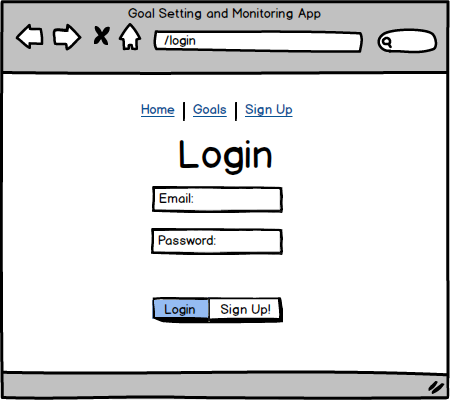 Goal Setting and Monitoring App
/login
Home | Goals | Sign Up
Login
Email:
Password:
Login Sign Up!